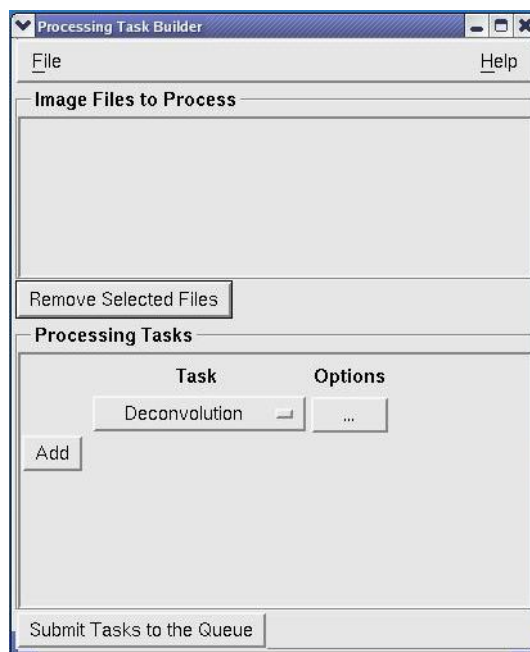 Processing Task Builder
File Help
Image Files to Process
Remove Selected Files
Processing Tasks
Task Options
Deconvolution ...
Add
Submit Tasks to the Queue